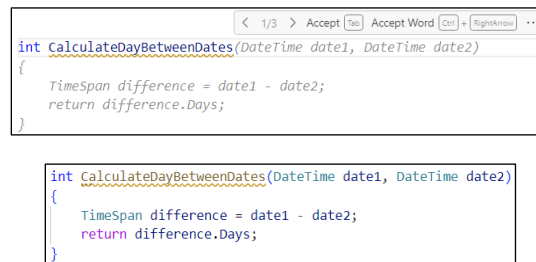 < 1/3 > Accept Tab Accept Word Ctrl + RightArrow ...
int CalculateDayBetweenDates(DateTime date1, DateTime date2)
{
    TimeSpan difference = date1 - date2;
    return difference.Days;
}
int CalculateDayBetweenDates(DateTime date1, DateTime date2)
{
    TimeSpan difference = date1 - date2;
    return difference.Days;
}